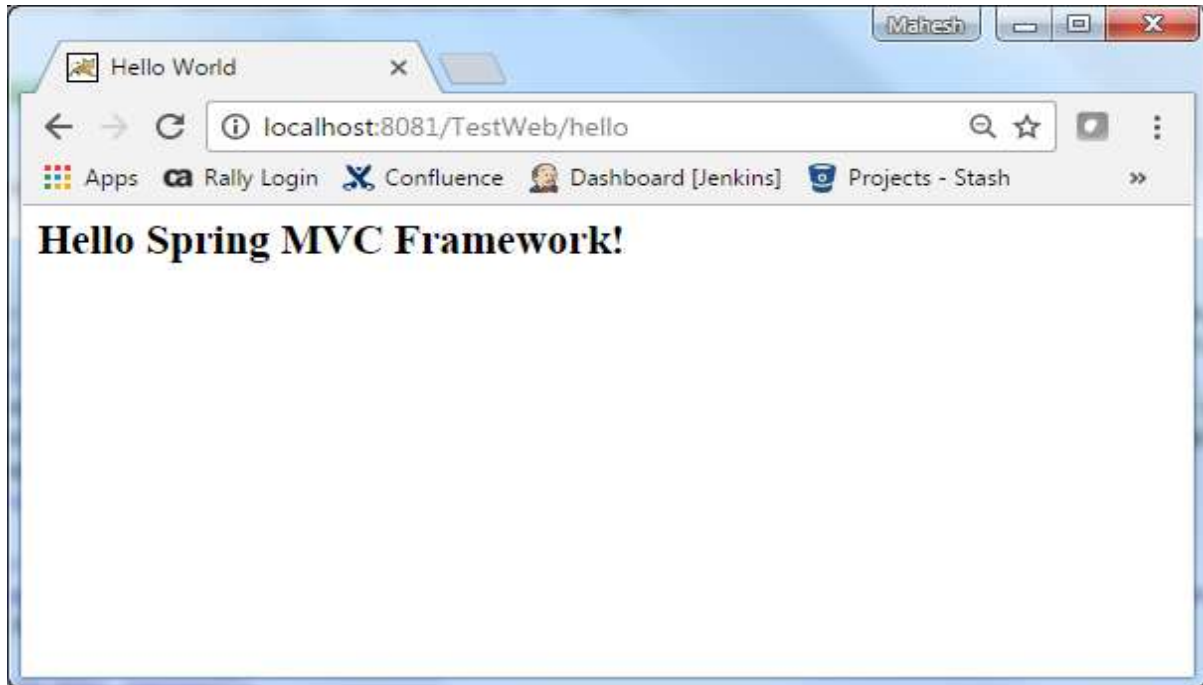 Mahesh
Hello World
localhost:8081/TestWeb/hello
Apps ca Rally Login Confluence Dashboard [Jenkins] Projects - Stash »
Hello Spring MVC Framework!